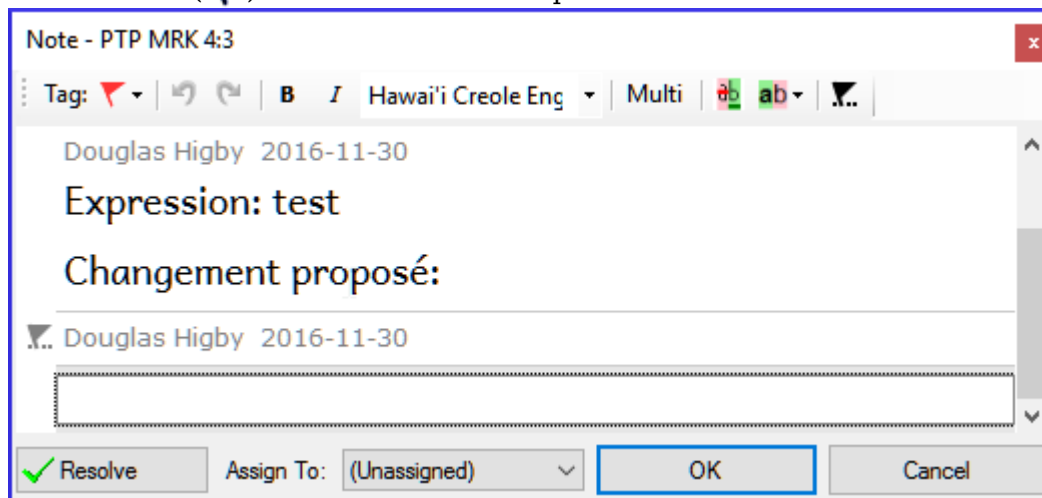 Note - PTP MRK 4:3
x
Tag: B I Hawai'i Creole Eng Multi ab ab
Douglas Higby 2016-11-30
Expression: test
Changement proposé:
Douglas Higby 2016-11-30
Resolve Assign To: (Unassigned) OK Cancel